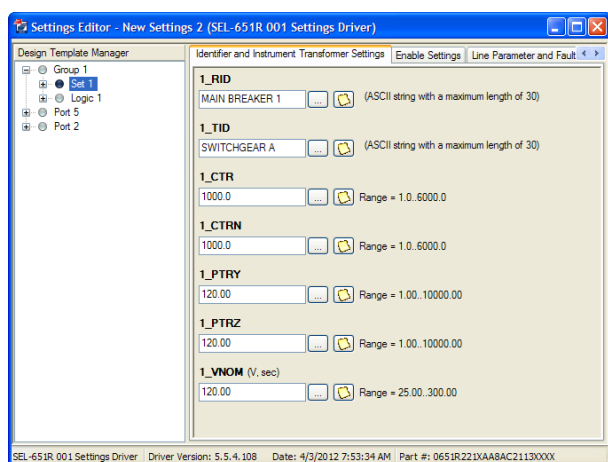 Settings Editor - New Settings 2 (SEL-651R 001 Settings Driver)
Design Template Manager
Group 1
Set 1
Logic 1
Port 5
Port 2
Identifier and Instrument Transformer Settings
Enable Settings
Line Parameter and Fault
1_RID
MAIN BREAKER 1
...
(ASCII string with a maximum length of 30)
1_TID
SWITCHGEAR A
...
(ASCII string with a maximum length of 30)
1_CTR
1000.0
...
Range = 1.0..6000.0
1_CTRN
1000.0
...
Range = 1.0..6000.0
1_PTRY
120.00
...
Range = 1.00..10000.00
1_PTRZ
120.00
...
Range = 1.00..10000.00
1_VNOM (V, sec)
120.00
...
Range = 25.00..300.00
SEL-651R 001 Settings Driver Driver Version: 5.5.4.108 Date: 4/3/2012 7:53:34 AM Part #: 0651R221XAA8AC2113XXXX